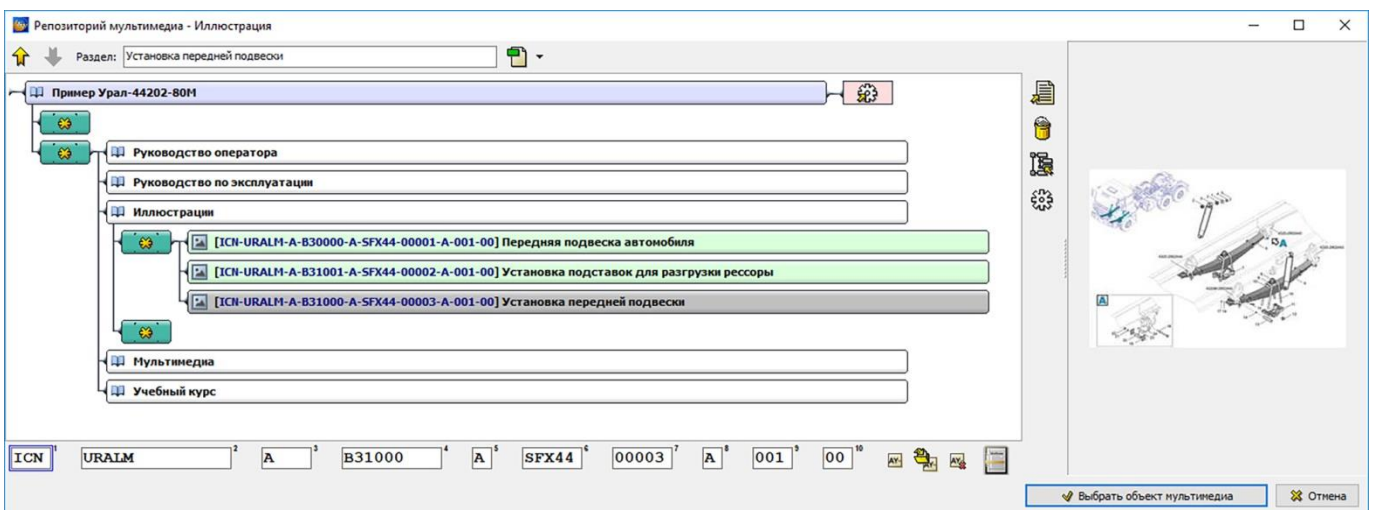 Репозиторий мультимедиа - Иллюстрация
Раздел: Установка передней подвески
Пример Урал-44202-80М
Руководство оператора
Руководство по эксплуатации
Иллюстрации
[ICN-URALM-A-B30000-A-SFX44-00001-A-001-00] Передняя подвеска автомобиля
[ICN-URALM-A-B31001-A-SFX44-00002-A-001-00] Установка подставок для разгрузки рессоры
[ICN-URALM-A-B31000-A-SFX44-00003-A-001-00] Установка передней подвески
A
A
Мультимедиа
Учебный курс
ICN 1 URALM 2 A 3 B31000 4 A 5 SFX44 6 00003 7 A 8 001 9 00 10
Выбрать объект мультимедиа Отмена